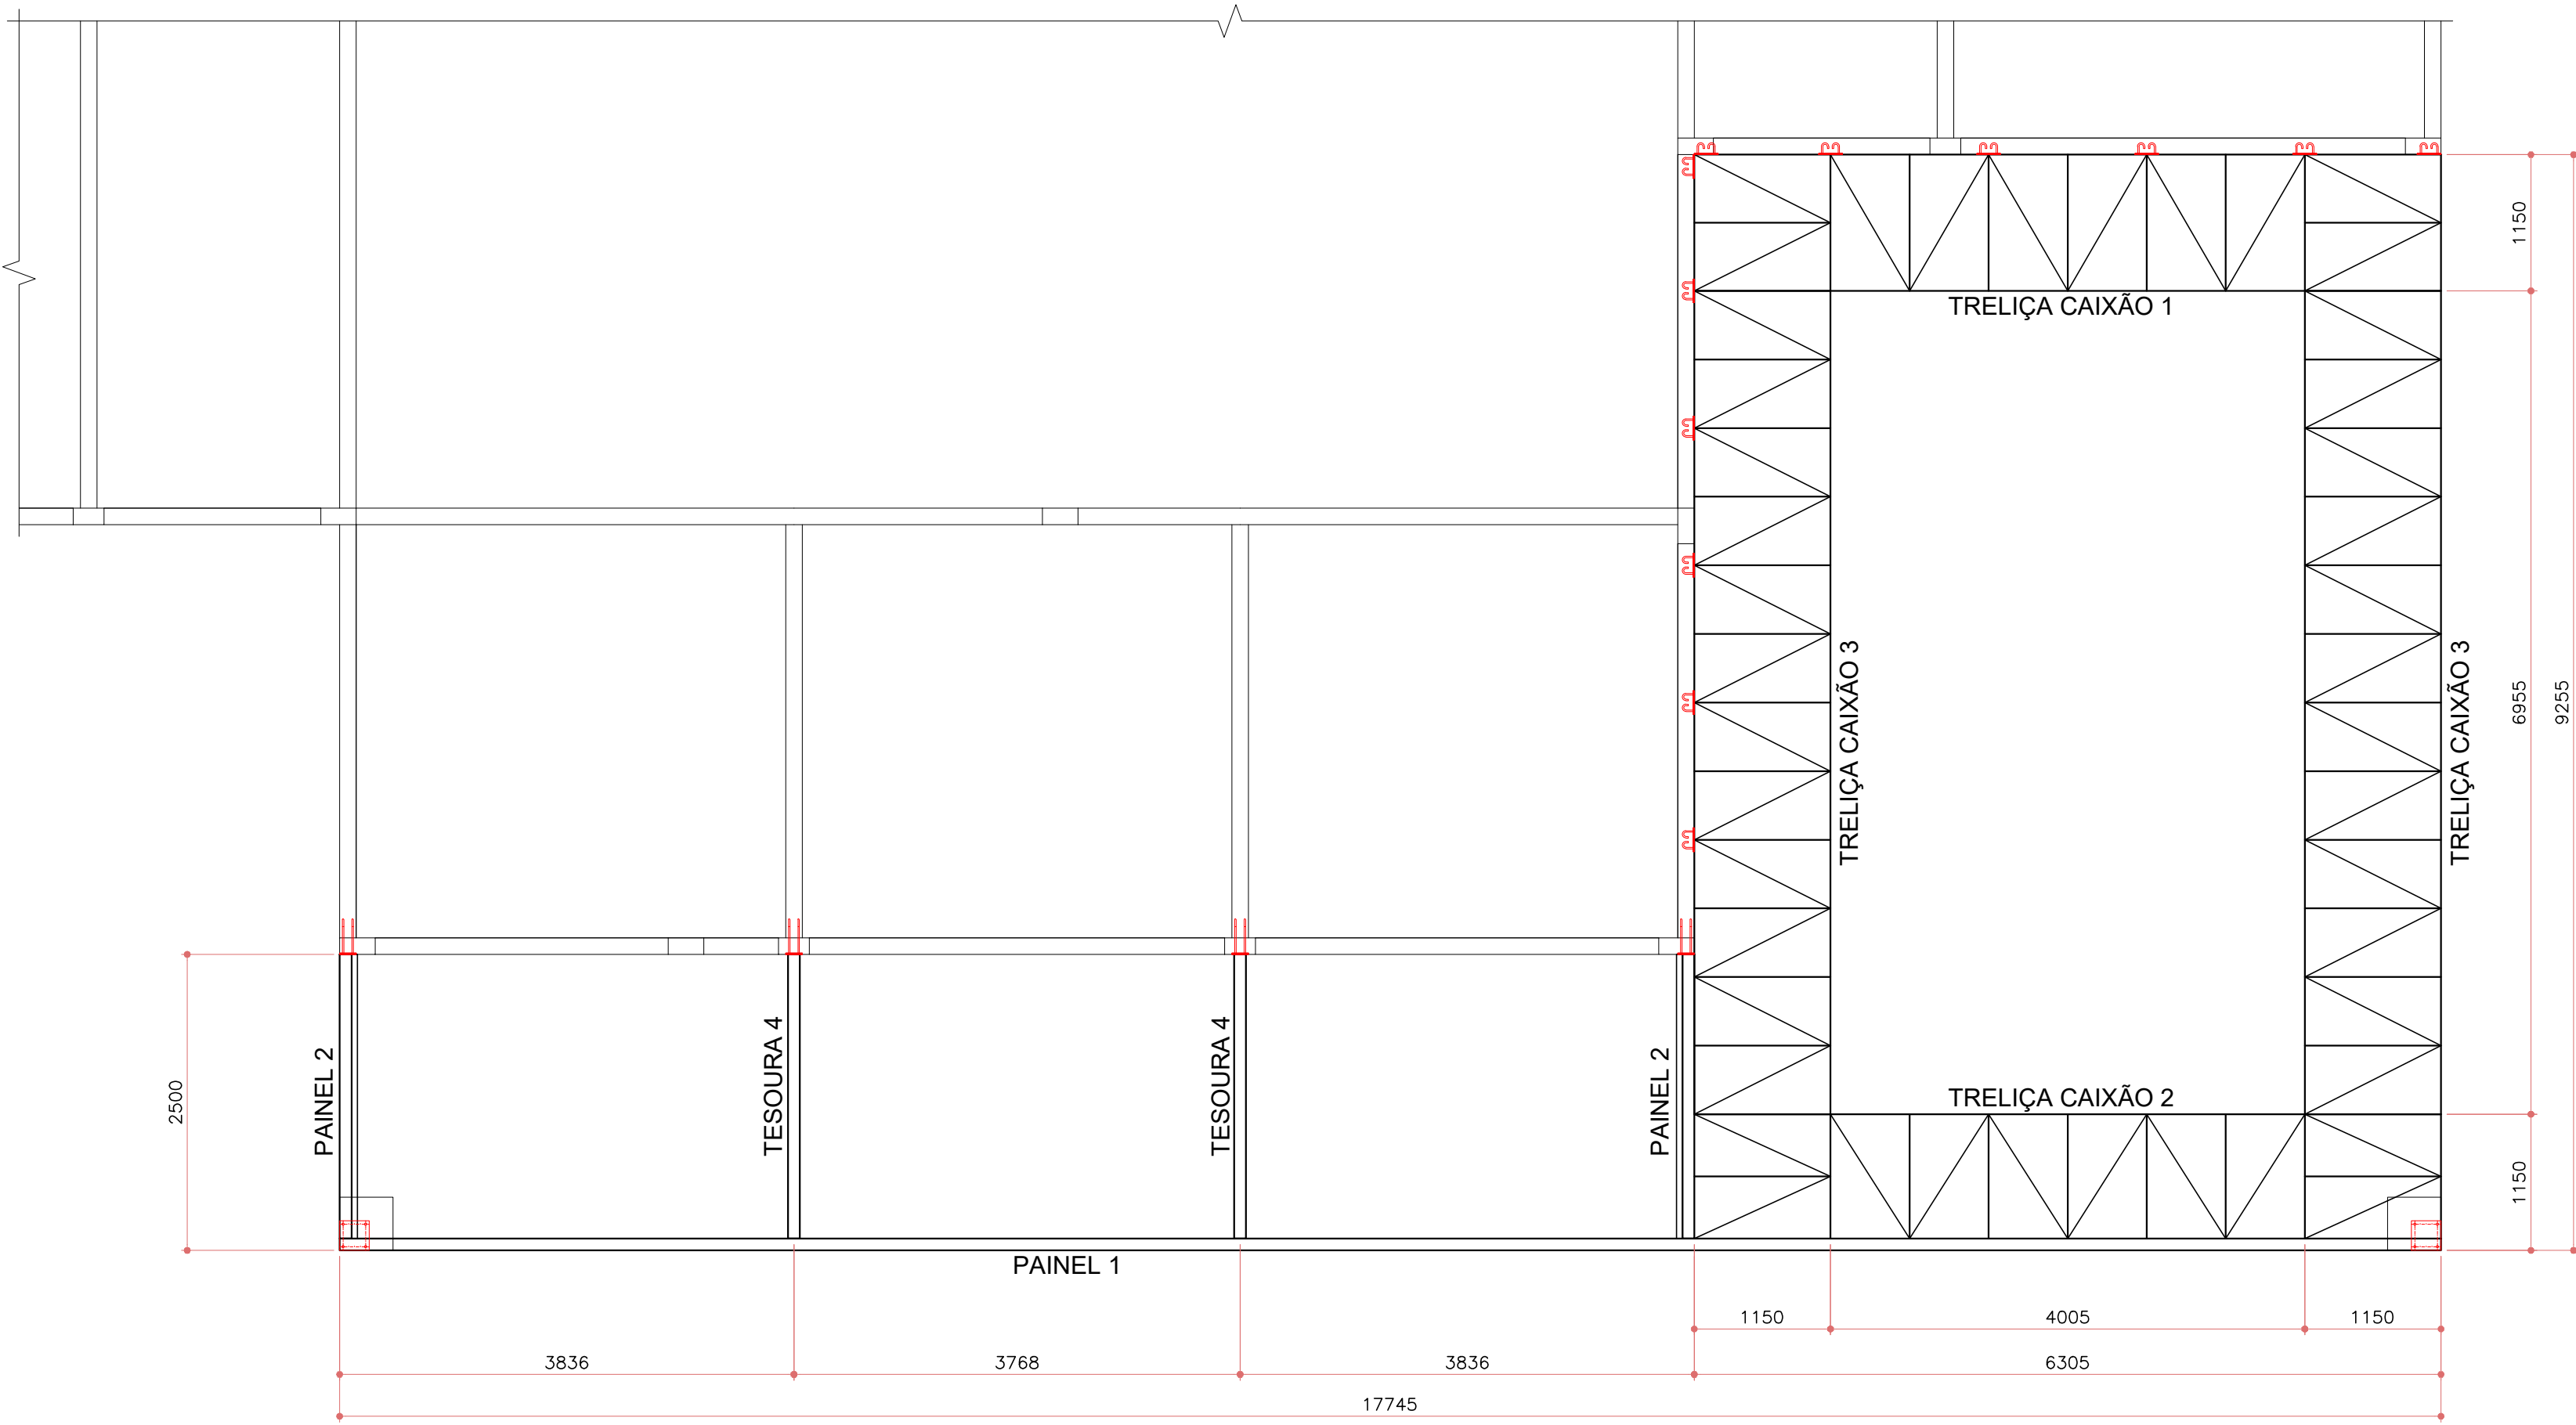 1150
TRELIÇA CAIXÃO 1
TRELIÇA CAIXÃO 3
TRELIÇA CAIXÃO 3
6955
9255
2500
PAINEL 2
TESOURA 4
TESOURA 4
PAINEL 2
TRELIÇA CAIXÃO 2
1150
PAINEL 1
1150
4005
1150
3836
3768
3836
6305
17745